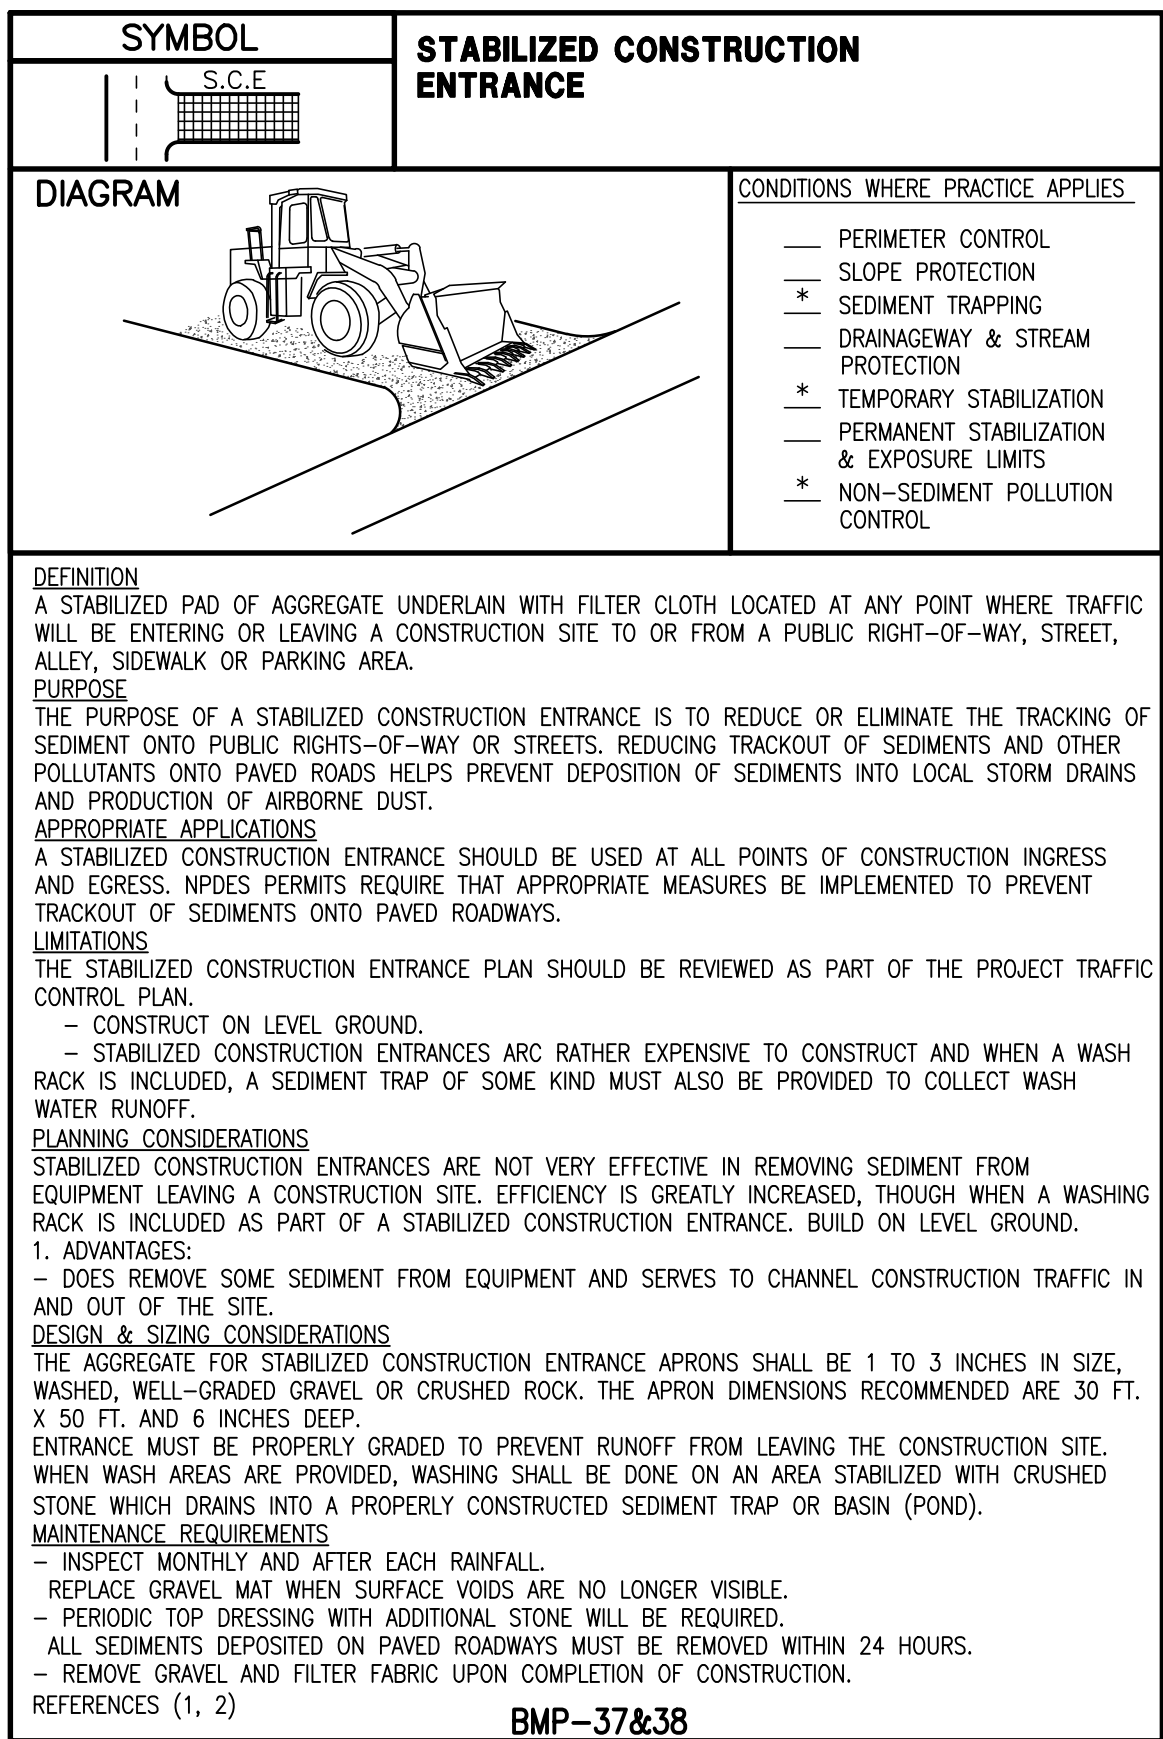 SYMBOL
S.C.E
STABILIZED CONSTRUCTION
ENTRANCE
DIAGRAM
CONDITIONS WHERE PRACTICE APPLIES
___ PERIMETER CONTROL
___ SLOPE PROTECTION
_*_ SEDIMENT TRAPPING
___ DRAINAGEWAY & STREAM
PROTECTION
_*_ TEMPORARY STABILIZATION
___ PERMANENT STABILIZATION
& EXPOSURE LIMITS
_*_ NON-SEDIMENT POLLUTION
CONTROL
DEFINITION
A STABILIZED PAD OF AGGREGATE UNDERLAIN WITH FILTER CLOTH LOCATED AT ANY POINT WHERE TRAFFIC
WILL BE ENTERING OR LEAVING A CONSTRUCTION SITE TO OR FROM A PUBLIC RIGHT-OF-WAY, STREET,
ALLEY, SIDEWALK OR PARKING AREA.
PURPOSE
THE PURPOSE OF A STABILIZED CONSTRUCTION ENTRANCE IS TO REDUCE OR ELIMINATE THE TRACKING OF
SEDIMENT ONTO PUBLIC RIGHTS-OF-WAY OR STREETS. REDUCING TRACKOUT OF SEDIMENTS AND OTHER
POLLUTANTS ONTO PAVED ROADS HELPS PREVENT DEPOSITION OF SEDIMENTS INTO LOCAL STORM DRAINS
AND PRODUCTION OF AIRBORNE DUST.
APPROPRIATE APPLICATIONS
A STABILIZED CONSTRUCTION ENTRANCE SHOULD BE USED AT ALL POINTS OF CONSTRUCTION INGRESS
AND EGRESS. NPDES PERMITS REQUIRE THAT APPROPRIATE MEASURES BE IMPLEMENTED TO PREVENT
TRACKOUT OF SEDIMENTS ONTO PAVED ROADWAYS.
LIMITATIONS
THE STABILIZED CONSTRUCTION ENTRANCE PLAN SHOULD BE REVIEWED AS PART OF THE PROJECT TRAFFIC
CONTROL PLAN.
- CONSTRUCT ON LEVEL GROUND.
- STABILIZED CONSTRUCTION ENTRANCES ARC RATHER EXPENSIVE TO CONSTRUCT AND WHEN A WASH
RACK IS INCLUDED, A SEDIMENT TRAP OF SOME KIND MUST ALSO BE PROVIDED TO COLLECT WASH
WATER RUNOFF.
PLANNING CONSIDERATIONS
STABILIZED CONSTRUCTION ENTRANCES ARE NOT VERY EFFECTIVE IN REMOVING SEDIMENT FROM
EQUIPMENT LEAVING A CONSTRUCTION SITE. EFFICIENCY IS GREATLY INCREASED, THOUGH WHEN A WASHING
RACK IS INCLUDED AS PART OF A STABILIZED CONSTRUCTION ENTRANCE. BUILD ON LEVEL GROUND.
1. ADVANTAGES:
- DOES REMOVE SOME SEDIMENT FROM EQUIPMENT AND SERVES TO CHANNEL CONSTRUCTION TRAFFIC IN
AND OUT OF THE SITE.
DESIGN & SIZING CONSIDERATIONS
THE AGGREGATE FOR STABILIZED CONSTRUCTION ENTRANCE APRONS SHALL BE 1 TO 3 INCHES IN SIZE,
WASHED, WELL-GRADED GRAVEL OR CRUSHED ROCK. THE APRON DIMENSIONS RECOMMENDED ARE 30 FT.
X 50 FT. AND 6 INCHES DEEP.
ENTRANCE MUST BE PROPERLY GRADED TO PREVENT RUNOFF FROM LEAVING THE CONSTRUCTION SITE.
WHEN WASH AREAS ARE PROVIDED, WASHING SHALL BE DONE ON AN AREA STABILIZED WITH CRUSHED
STONE WHICH DRAINS INTO A PROPERLY CONSTRUCTED SEDIMENT TRAP OR BASIN (POND).
MAINTENANCE REQUIREMENTS
- INSPECT MONTHLY AND AFTER EACH RAINFALL.
REPLACE GRAVEL MAT WHEN SURFACE VOIDS ARE NO LONGER VISIBLE.
- PERIODIC TOP DRESSING WITH ADDITIONAL STONE WILL BE REQUIRED.
ALL SEDIMENTS DEPOSITED ON PAVED ROADWAYS MUST BE REMOVED WITHIN 24 HOURS.
- REMOVE GRAVEL AND FILTER FABRIC UPON COMPLETION OF CONSTRUCTION.
REFERENCES (1, 2)
BMP-37&38